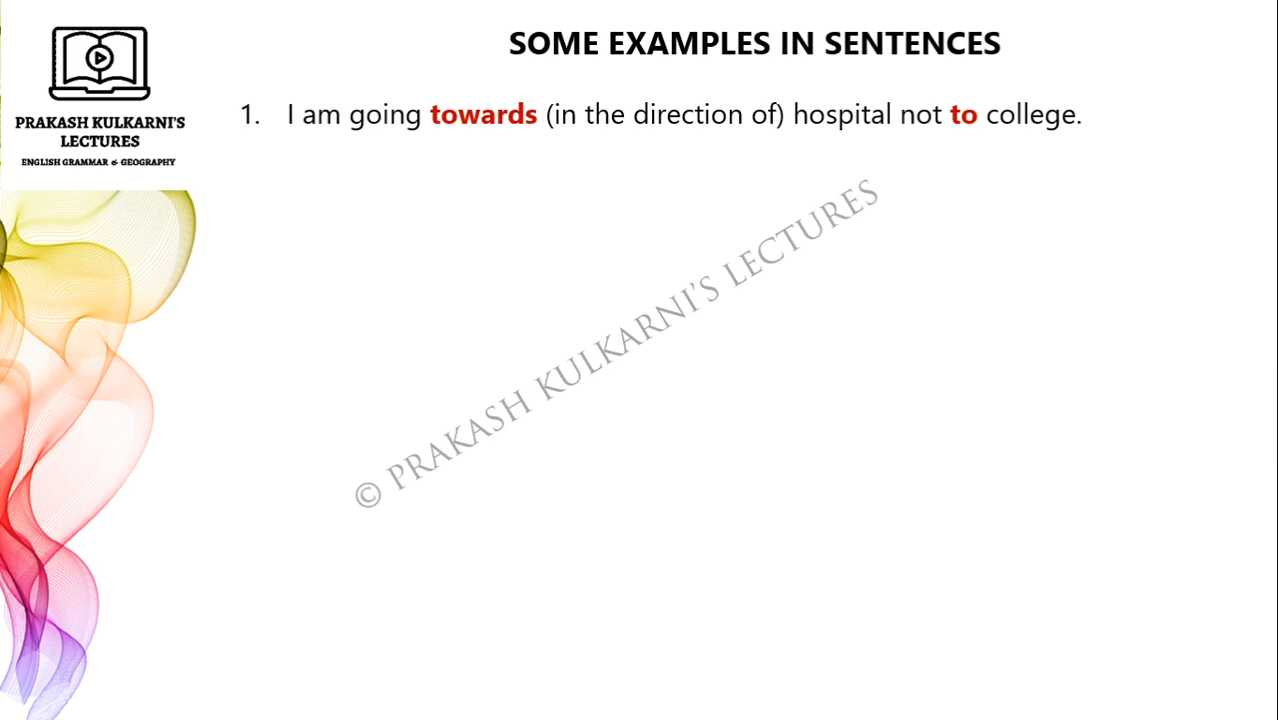 SOME EXAMPLES IN SENTENCES
PRAKASH KULKARNI'S
LECTURES
ENGLISH GRAMMAR & GEOGRAPHY
1. I am going towards (in the direction of) hospital not to college.
© PRAKASH KULKARNI'S LECTURES